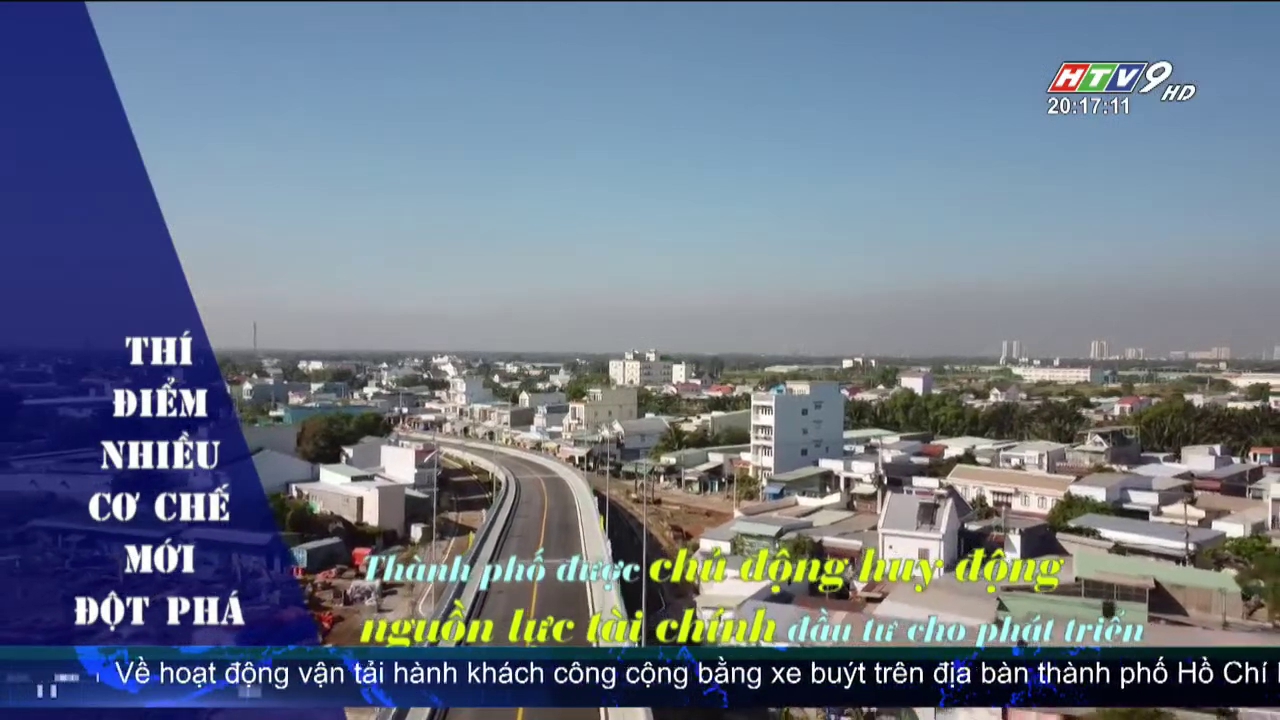 HTV9 HD
20:17:11
THÍ
ĐIỂM
NHIỀU
CƠ CHẾ
MỚI
ĐỘT PHÁ
Thành phố được chủ động huy động
nguồn lực tài chính đầu tư cho phát triển
Về hoạt động vận tải hành khách công cộng bằng xe buýt trên địa bàn thành phố Hồ Chí